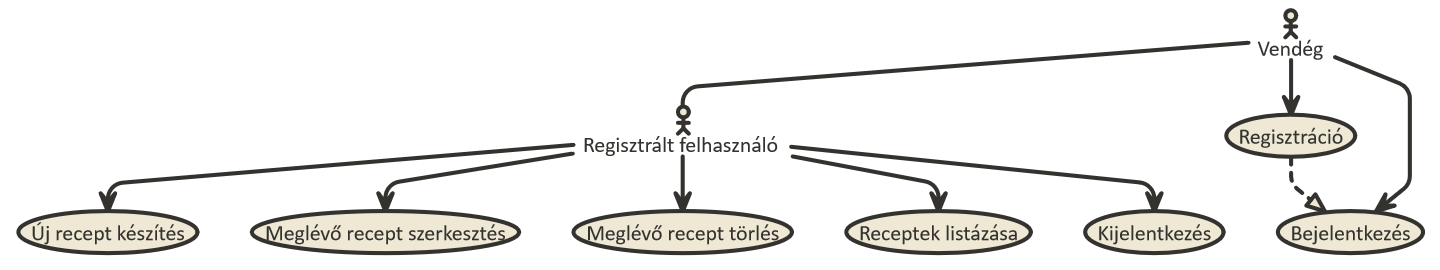 Vendég
Regisztráció
Regisztrált felhasználó
Új recept készítés
Meglévő recept szerkesztés
Meglévő recept törlés
Receptek listázása
Kijelentkezés
Bejelentkezés